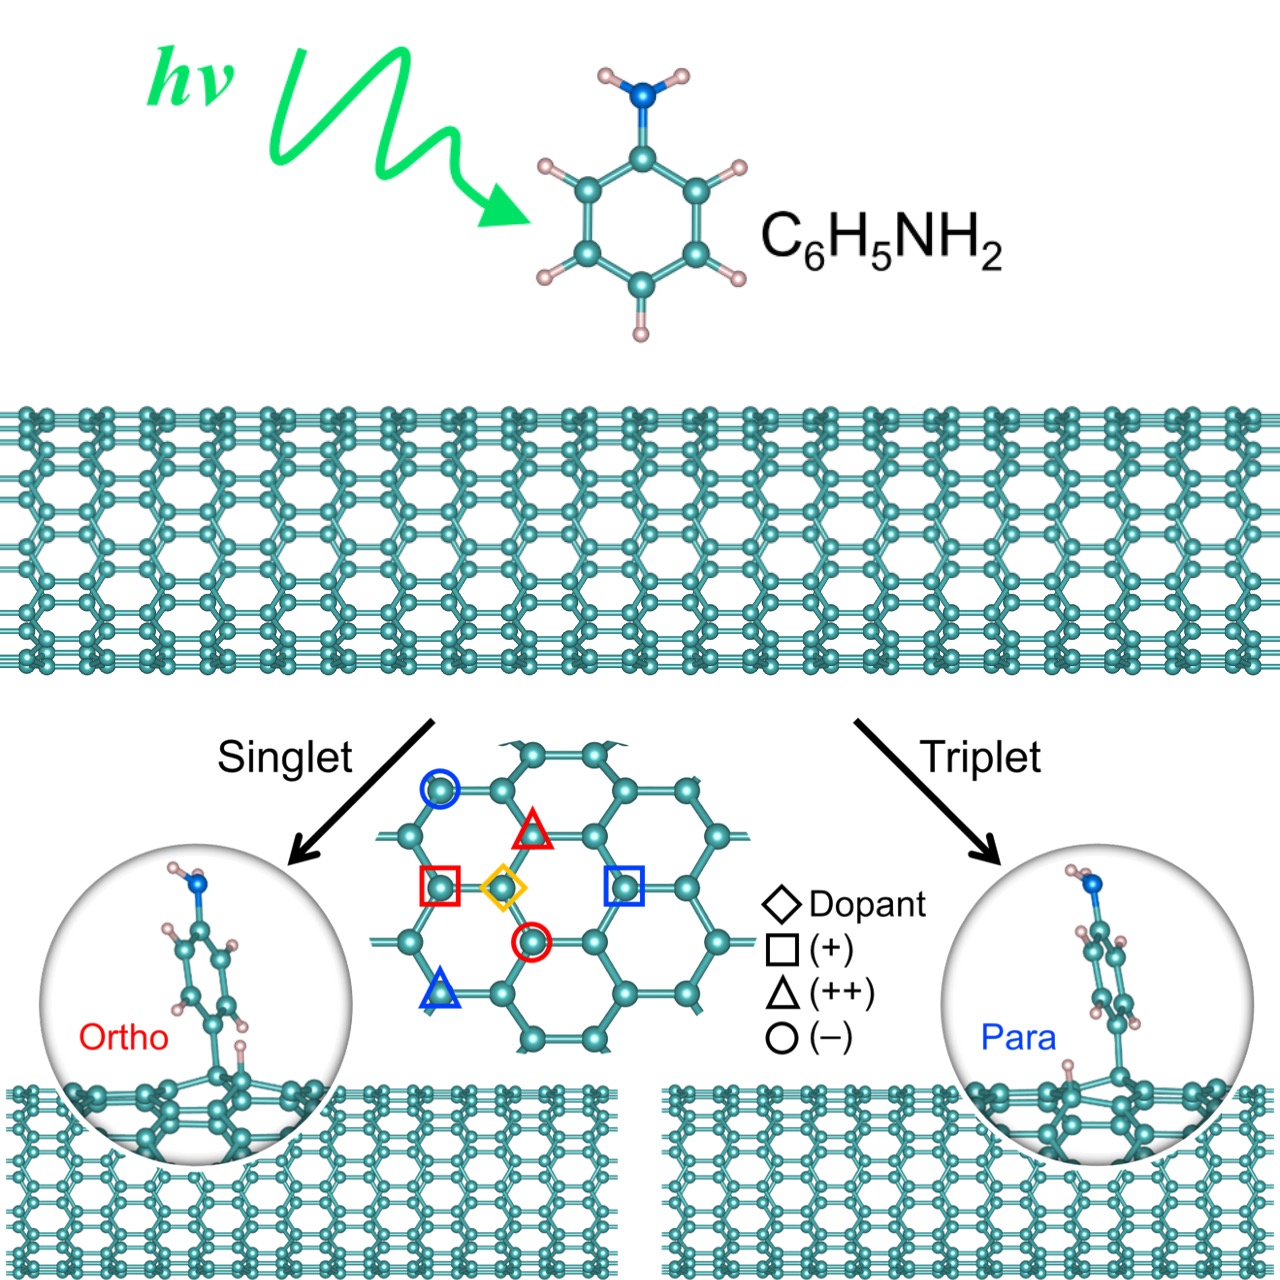 hν
C₆H₅NH₂
Singlet
Triplet
Dopant
(+)
(++)
(–)
Ortho
Para